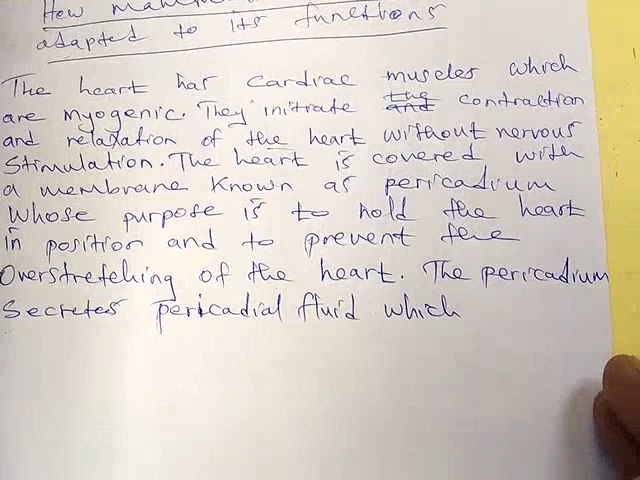 How
adapted to its functions
The heart has cardiac muscles which
are myogenic. They initrate contraction
and relaxation of the heart without nervous
stimulation. The heart is covered with
a membrane known as pericadium
whose purpose is to hold the heart
in position and to prevent the
overstretching of the heart. The pericadium
secretes pericadial fluid which